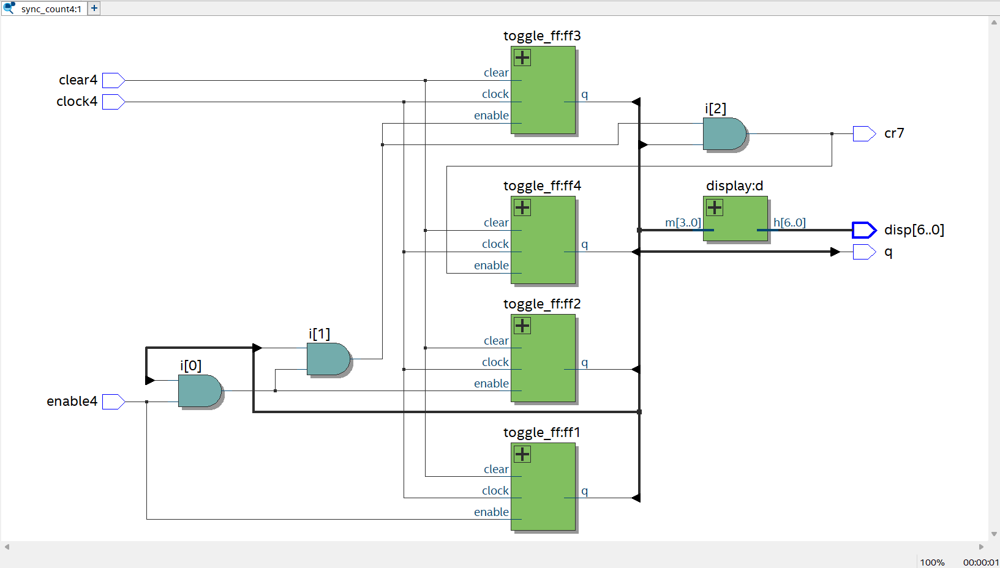 sync_count4:1
+
toggle_ff:ff3
clear4
clear
clock4
clock
q
enable
i[2]
cr7
toggle_ff:ff4
display:d
clear
m[3..0]
h[6..0]
disp[6..0]
clock
q
q
enable
toggle_ff:ff2
i[1]
clear
clock
q
i[0]
enable
enable4
toggle_ff:ff1
clear
clock
q
enable
100%
00:00:01